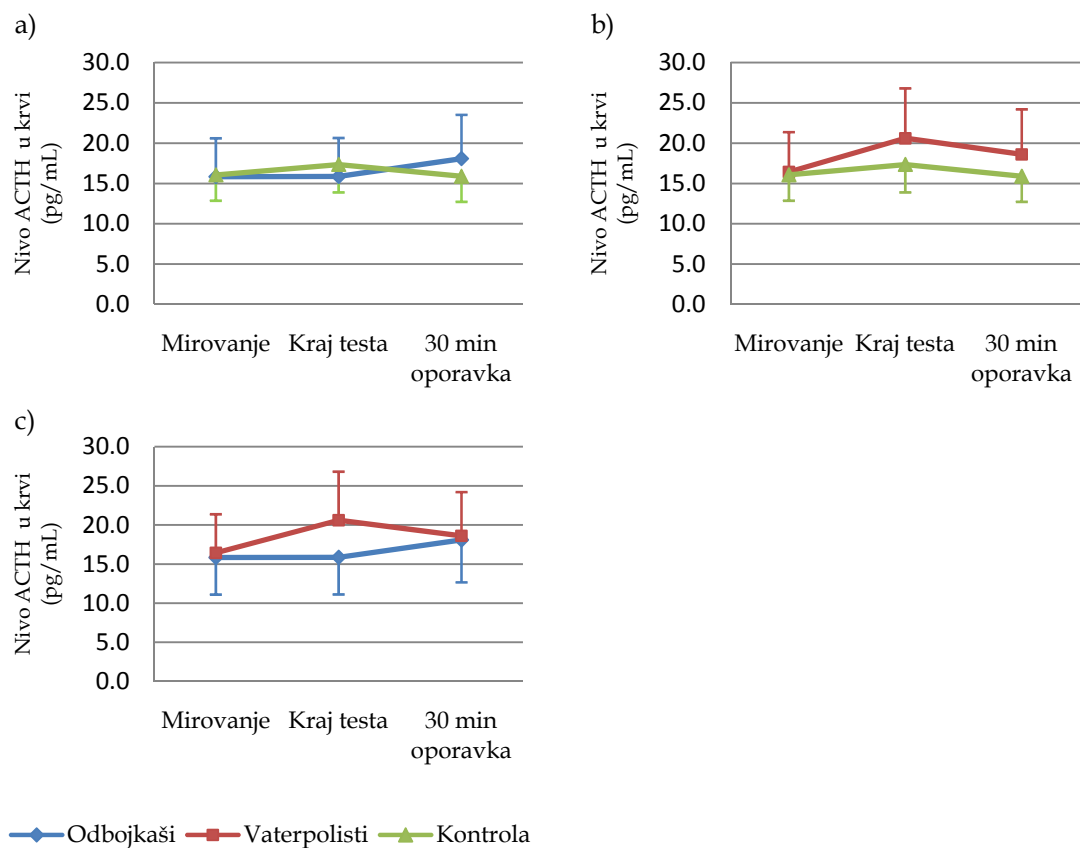 a)
Nivo ACTH u krvi
(pg/mL)
30.0
25.0
20.0
15.0
10.0
5.0
0.0
Mirovanje Kraj testa 30 min
oporavka
b)
Nivo ACTH u krvi
(pg/mL)
30.0
25.0
20.0
15.0
10.0
5.0
0.0
Mirovanje Kraj testa 30 min
oporavka
c)
Nivo ACTH u krvi
(pg/mL)
30.0
25.0
20.0
15.0
10.0
5.0
0.0
Mirovanje Kraj testa 30 min
oporavka
Odbojkaši Vaterpolisti Kontrola